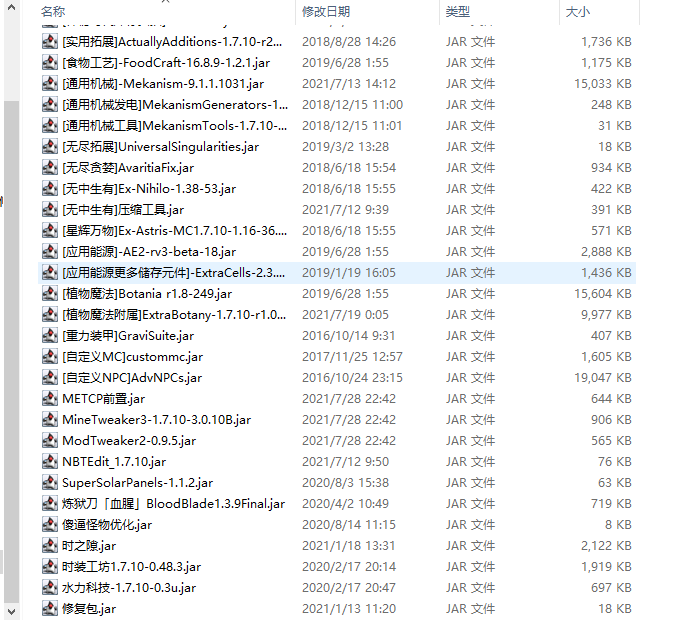 名称 修改日期 类型 大小
[实用拓展]ActuallyAdditions-1.7.10-r2... 2018/8/28 14:26 JAR 文件 1,736 KB
[食物工艺]-FoodCraft-16.8.9-1.2.1.jar 2019/6/28 1:55 JAR 文件 1,175 KB
[通用机械]-Mekanism-9.1.1.1031.jar 2021/7/13 14:12 JAR 文件 15,033 KB
[通用机械发电]MekanismGenerators-1... 2018/12/15 11:00 JAR 文件 248 KB
[通用机械工具]MekanismTools-1.7.10-... 2018/12/15 11:01 JAR 文件 31 KB
[无尽拓展]UniversalSingularities.jar 2019/3/2 13:28 JAR 文件 18 KB
[无尽贪婪]AvaritiaFix.jar 2018/6/18 15:54 JAR 文件 934 KB
[无中生有]Ex-Nihilo-1.38-53.jar 2018/6/18 15:55 JAR 文件 422 KB
[无中生有]压缩工具.jar 2021/7/12 9:39 JAR 文件 391 KB
[星辉万物]Ex-Astris-MC1.7.10-1.16-36.... 2018/6/18 15:55 JAR 文件 571 KB
[应用能源]-AE2-rv3-beta-18.jar 2019/6/28 1:55 JAR 文件 2,888 KB
[应用能源更多储存元件]-ExtraCells-2.3.... 2019/1/19 16:05 JAR 文件 1,436 KB
[植物魔法]Botania r1.8-249.jar 2019/6/28 1:55 JAR 文件 15,604 KB
[植物魔法附属]ExtraBotany-1.7.10-r1.0... 2021/7/19 0:05 JAR 文件 9,977 KB
[重力装甲]GraviSuite.jar 2016/10/14 9:31 JAR 文件 407 KB
[自定义MC]custommc.jar 2017/11/25 12:57 JAR 文件 1,605 KB
[自定义NPC]AdvNPCs.jar 2016/10/24 23:15 JAR 文件 19,047 KB
METCP前置.jar 2021/7/28 22:42 JAR 文件 644 KB
MineTweaker3-1.7.10-3.0.10B.jar 2021/7/28 22:42 JAR 文件 906 KB
ModTweaker2-0.9.5.jar 2021/7/28 22:42 JAR 文件 565 KB
NBTEdit_1.7.10.jar 2021/7/12 9:50 JAR 文件 76 KB
SuperSolarPanels-1.1.2.jar 2020/8/3 15:38 JAR 文件 63 KB
炼狱刀「血腥」BloodBlade1.3.9Final.jar 2020/4/2 10:49 JAR 文件 719 KB
傻逼怪物优化.jar 2020/8/14 11:15 JAR 文件 8 KB
时之隙.jar 2021/1/18 13:31 JAR 文件 2,122 KB
时装工坊1.7.10-0.48.3.jar 2020/2/17 20:14 JAR 文件 1,919 KB
水力科技-1.7.10-0.3u.jar 2020/2/17 20:47 JAR 文件 697 KB
修复包.jar 2021/1/13 11:20 JAR 文件 18 KB